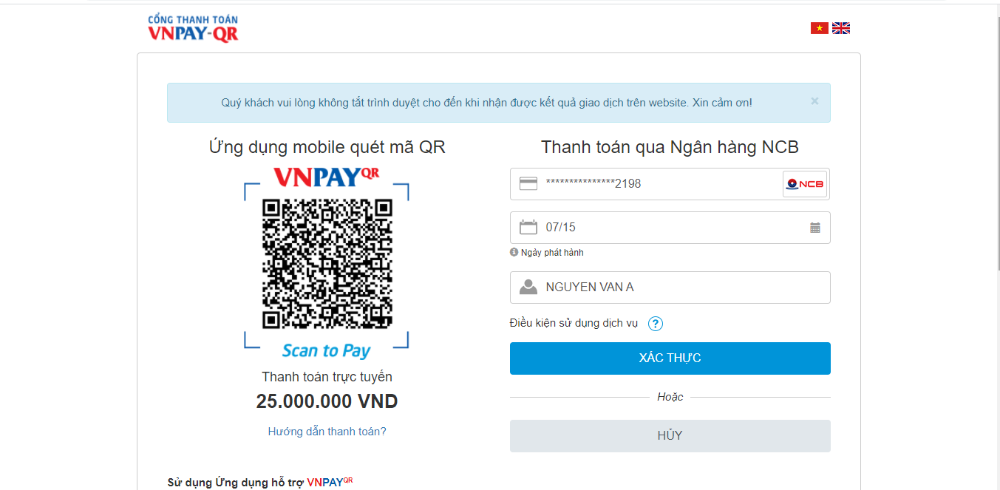 CỔNG THANH TOÁN
VNPAY-QR
Quý khách vui lòng không tắt trình duyệt cho đến khi nhận được kết quả giao dịch trên website. Xin cảm ơn!
×
Ứng dụng mobile quét mã QR
VNPAYQR
Scan to Pay
Thanh toán trực tuyến
25.000.000 VND
Hướng dẫn thanh toán?
Thanh toán qua Ngân hàng NCB
***************2198
NCB
07/15
Ngày phát hành
NGUYEN VAN A
Điều kiện sử dụng dịch vụ ?
XÁC THỰC
Hoặc
HỦY
Sử dụng Ứng dụng hỗ trợ VNPAYQR